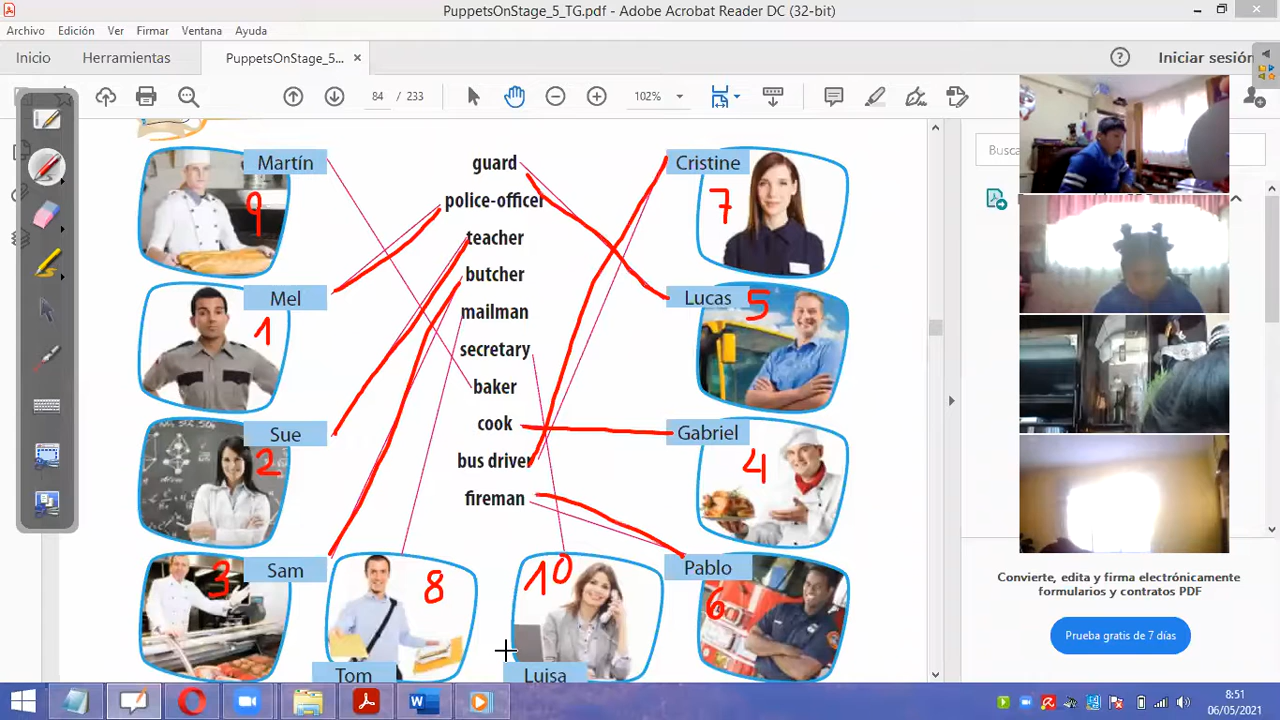 PuppetsOnStage_5_TG.pdf - Adobe Acrobat Reader DC (32-bit)
Archivo Edición Ver Firmar Ventana Ayuda
Inicio Herramientas PuppetsOnStage_5... × Iniciar sesión
84 / 233 102%
Busca
Martín
9
Mel
1
Sue
2
Sam
3
Tom
8
guard
police-officer
teacher
butcher
mailman
secretary
baker
cook
bus driver
fireman
Luisa
10
Cristine
7
Lucas
5
Gabriel
4
Pablo
6
Convierte, edita y firma electrónicamente
formularios y contratos PDF
Prueba gratis de 7 días
8:51
06/05/2021